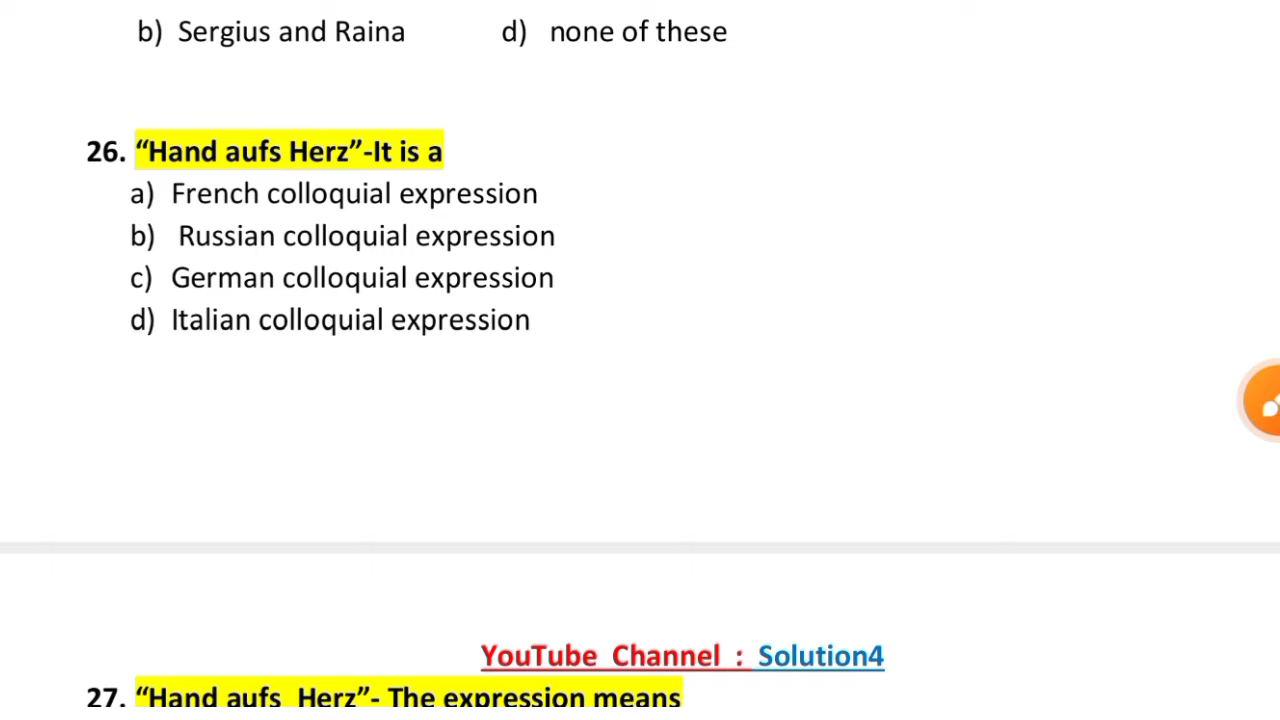 b) Sergius and Raina d) none of these
26. “Hand aufs Herz”-It is a
a) French colloquial expression
b) Russian colloquial expression
c) German colloquial expression
d) Italian colloquial expression
YouTube Channel : Solution4
27. “Hand aufs Herz”- The expression means